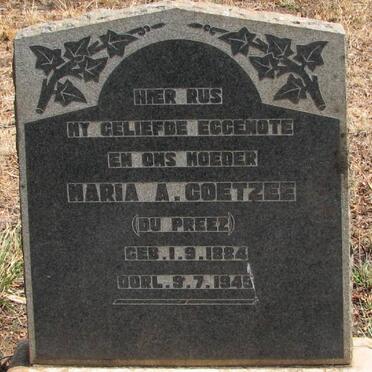 HIER RUS
MY GELIEFDE EGGENOTE
EN ONS MOEDER
MARIA A. COETZEE
(DU PREEZ)
GEB. 1.9.1884
OORL. 9.7.1945